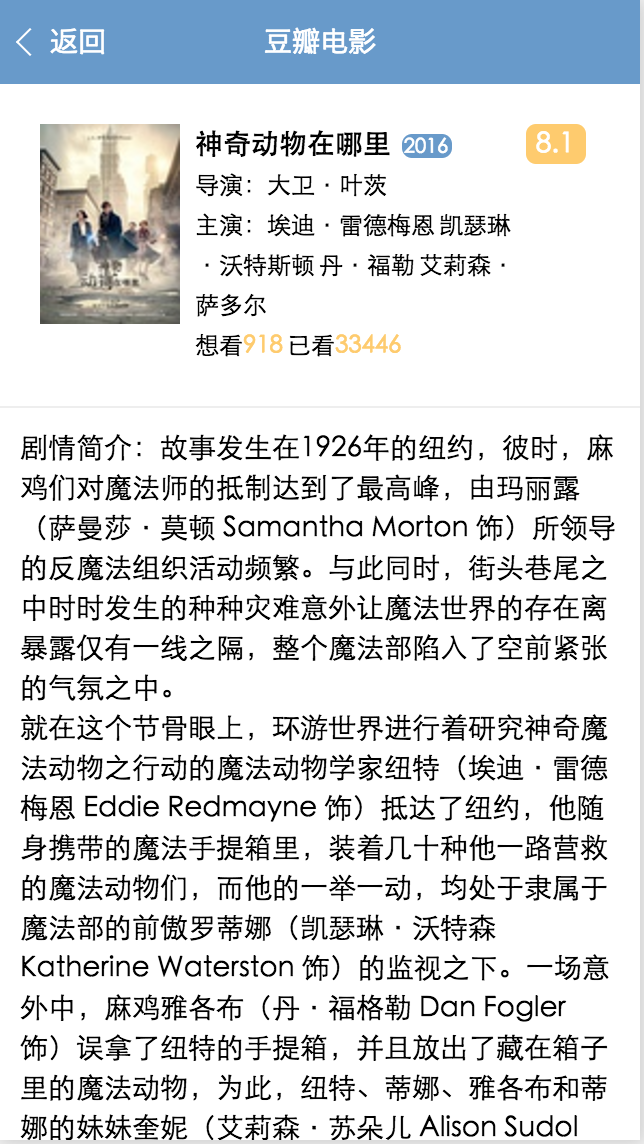 返回
豆瓣电影
神奇动物在哪里 2016
8.1
导演：大卫·叶茨
主演：埃迪·雷德梅恩 凯瑟琳
·沃特斯顿 丹·福勒 艾莉森·
萨多尔
想看918 已看33446
剧情简介：故事发生在1926年的纽约，彼时，麻
鸡们对魔法师的抵制达到了最高峰，由玛丽露
（萨曼莎·莫顿 Samantha Morton 饰）所领导
的反魔法组织活动频繁。与此同时，街头巷尾之
中时时发生的种种灾难意外让魔法世界的存在离
暴露仅有一线之隔，整个魔法部陷入了空前紧张
的气氛之中。
就在这个节骨眼上，环游世界进行着研究神奇魔
法动物之行动的魔法动物学家纽特（埃迪·雷德
梅恩 Eddie Redmayne 饰）抵达了纽约，他随
身携带的魔法手提箱里，装着几十种他一路营救
的魔法动物们，而他的一举一动，均处于隶属于
魔法部的前傲罗蒂娜（凯瑟琳·沃特森
Katherine Waterston 饰）的监视之下。一场意
外中，麻鸡雅各布（丹·福格勒 Dan Fogler
饰）误拿了纽特的手提箱，并且放出了藏在箱子
里的魔法动物，为此，纽特、蒂娜、雅各布和蒂
娜的妹妹奎妮（艾莉森·苏朵儿 Alison Sudol